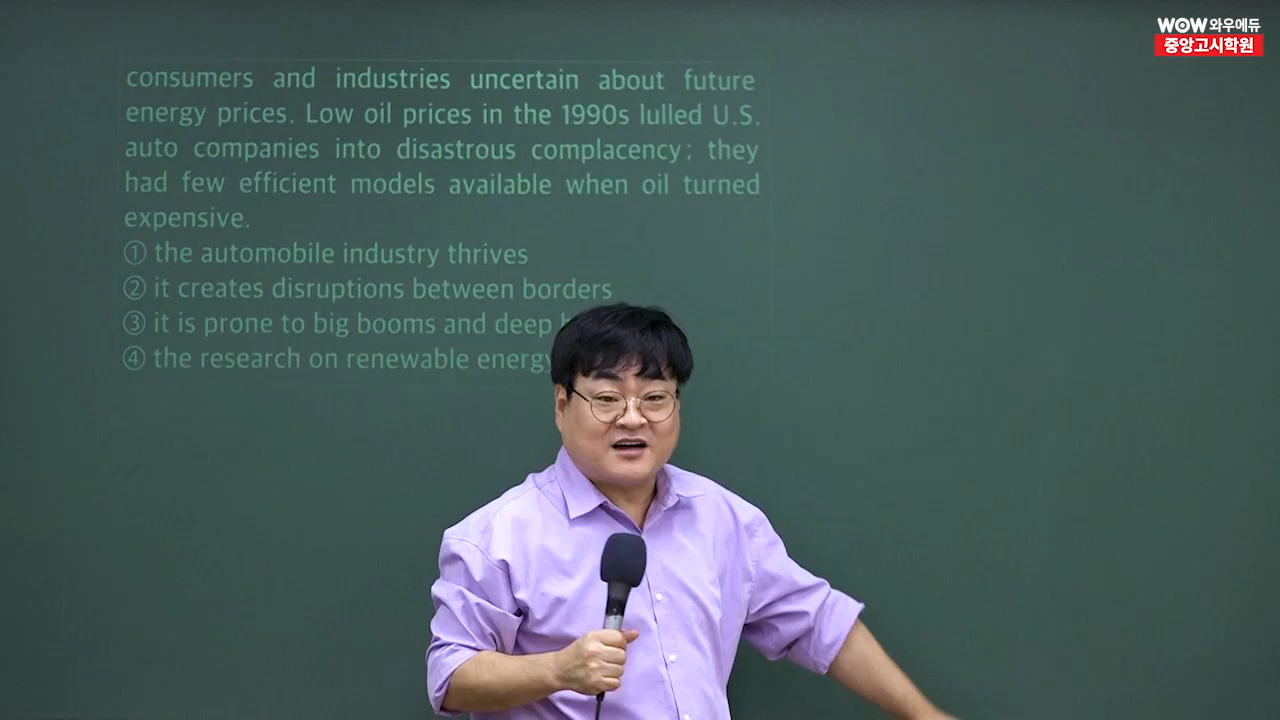 WOW와우에듀
중앙고시학원
consumers and industries uncertain about future
energy prices. Low oil prices in the 1990s lulled U.S.
auto companies into disastrous complacency; they
had few efficient models available when oil turned
expensive.
① the automobile industry thrives
② it creates disruptions between borders
③ it is prone to big booms and deep
④ the research on renewable energy